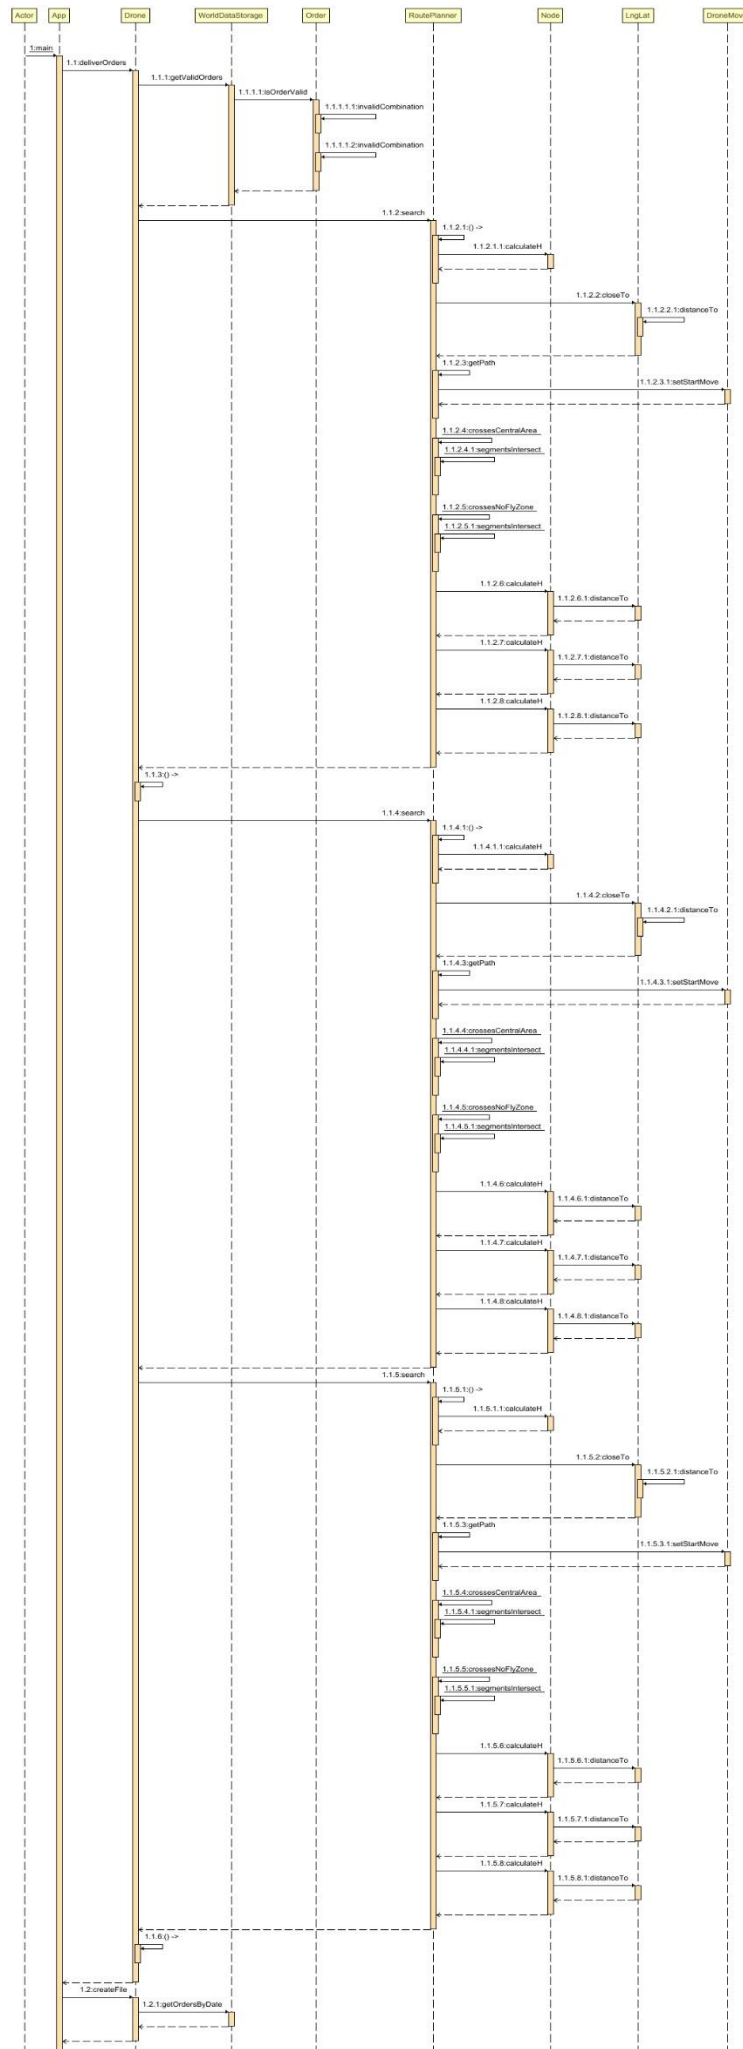 Actor App Drone WorldDataStorage Order RoutePlanner Node LngLat DroneMov
1:main
1.1:deliverOrders
1.1.1:getValidOrders
1.1.1.1:isOrderValid
1.1.1.1.1:invalidCombination
1.1.1.1.2:invalidCombination
1.1.2:search
1.1.2.1:() ->
1.1.2.1.1:calculateH
1.1.2.2:closeTo
1.1.2.2.1:distanceTo
1.1.2.3:getPath
1.1.2.3.1:setStartMove
1.1.2.4:crossesCentralArea
1.1.2.4.1:segmentsIntersect
1.1.2.5:crossesNoFlyZone
1.1.2.5.1:segmentsIntersect
1.1.2.6:calculateH
1.1.2.6.1:distanceTo
1.1.2.7:calculateH
1.1.2.7.1:distanceTo
1.1.2.8:calculateH
1.1.2.8.1:distanceTo
1.1.3:() ->
1.1.4:search
1.1.4.1:() ->
1.1.4.1.1:calculateH
1.1.4.2:closeTo
1.1.4.2.1:distanceTo
1.1.4.3:getPath
1.1.4.3.1:setStartMove
1.1.4.4:crossesCentralArea
1.1.4.4.1:segmentsIntersect
1.1.4.5:crossesNoFlyZone
1.1.4.5.1:segmentsIntersect
1.1.4.6:calculateH
1.1.4.6.1:distanceTo
1.1.4.7:calculateH
1.1.4.7.1:distanceTo
1.1.4.8:calculateH
1.1.4.8.1:distanceTo
1.1.5:search
1.1.5.1:() ->
1.1.5.1.1:calculateH
1.1.5.2:closeTo
1.1.5.2.1:distanceTo
1.1.5.3:getPath
1.1.5.3.1:setStartMove
1.1.5.4:crossesCentralArea
1.1.5.4.1:segmentsIntersect
1.1.5.5:crossesNoFlyZone
1.1.5.5.1:segmentsIntersect
1.1.5.6:calculateH
1.1.5.6.1:distanceTo
1.1.5.7:calculateH
1.1.5.7.1:distanceTo
1.1.5.8:calculateH
1.1.5.8.1:distanceTo
1.1.6:() ->
1.2:createFile
1.2.1:getOrdersByDate